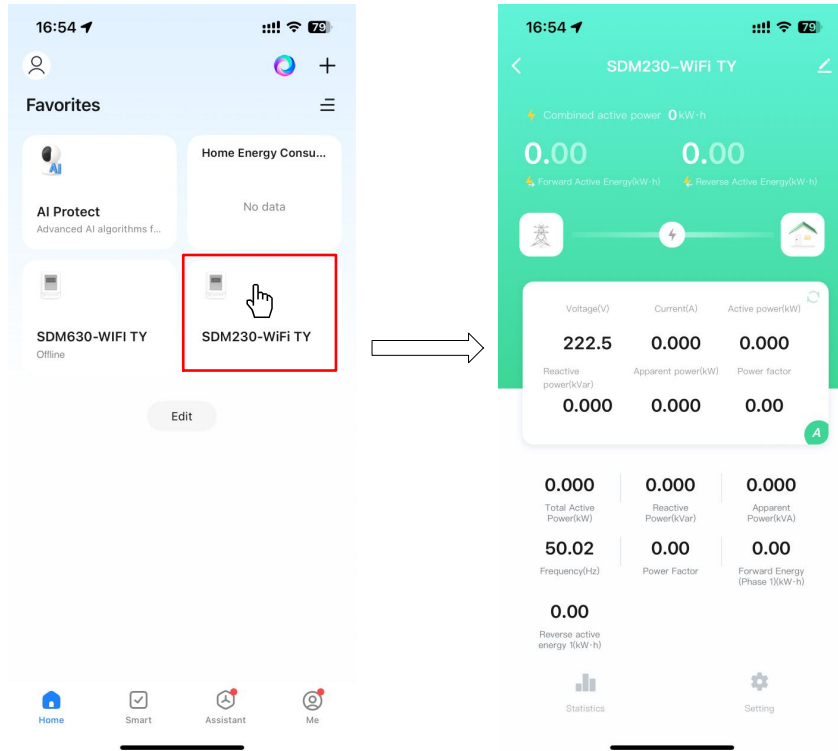 16:54
79
Favorites
AI
AI Protect
Advanced AI algorithms f...
Home Energy Consu...
No data
SDM630-WIFI TY
Offline
SDM230-WiFi TY
Edit
Home
Smart
Assistant
Me
16:54
79
SDM230-WiFi TY
Combined active power 0 kW·h
0.00
0.00
Forward Active Energy(kW·h)
Reverse Active Energy(kW·h)
Voltage(V)
Current(A)
Active power(kW)
222.5
0.000
0.000
Reactive
power(kVar)
Apparent power(kW)
Power factor
0.000
0.000
0.00
A
0.000
0.000
0.000
Total Active
Power(kW)
Reactive
Power(kVar)
Apparent
Power(kVA)
50.02
0.00
0.00
Frequency(Hz)
Power Factor
Forward Energy
(Phase 1)(kW·h)
0.00
Reverse active
energy 1(kW·h)
Statistics
Setting